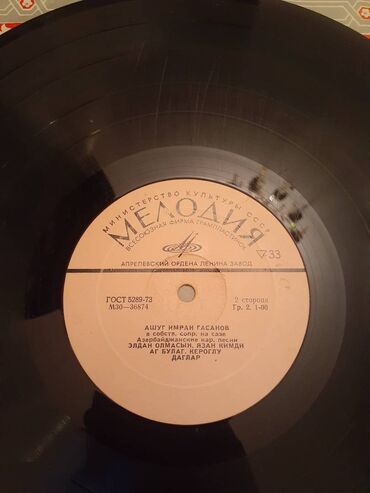 МИНИСТЕРСТВО КУЛЬТУРЫ СССР
МЕЛОДИЯ
ВСЕСОЮЗНАЯ ФИРМА ГРАМПЛАСТИНОК
▽33
АПРЕЛЕВСКИЙ ОРДЕНА ЛЕНИНА ЗАВОД
ГОСТ 5289-73
М30—36874
2 сторона
Гр. 2. 1-00
АШУГ ИМРАН ГАСАНОВ
в собств. сопр. на сазе
Азербайджанские нар. песни
ЭЛДАН ОЛМАСЫН, ЯЗАН КИМДИ
АГ БУЛАГ, КЕРОГЛУ
ДАГЛАР